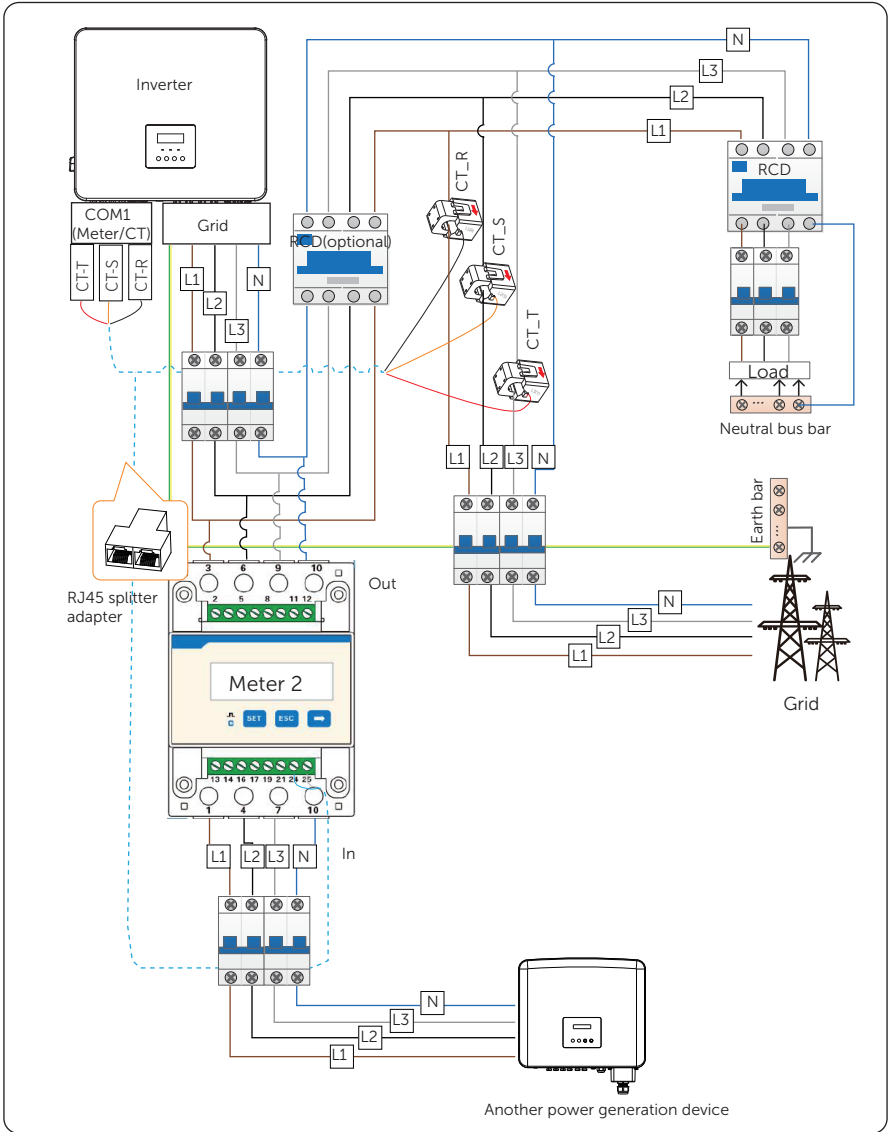 Inverter
N
L3
L2
L1
COM1
(Meter/CT)
Grid
CT-T
CT-S
CT-R
L1
L2
L3
N
RCD(optional)
CT_R
CT_S
CT_T
RCD
Load
Neutral bus bar
L1
L2
L3
N
Earth bar
N
L3
L2
L1
Grid
RJ45 splitter
adapter
3 6 9 10
Out
2 5 8 11 12
Meter 2
SET ESC
13 14 16 17 19 21 24 25
1 4 7 10
In
L1
L2
L3
N
N
L3
L2
L1
Another power generation device